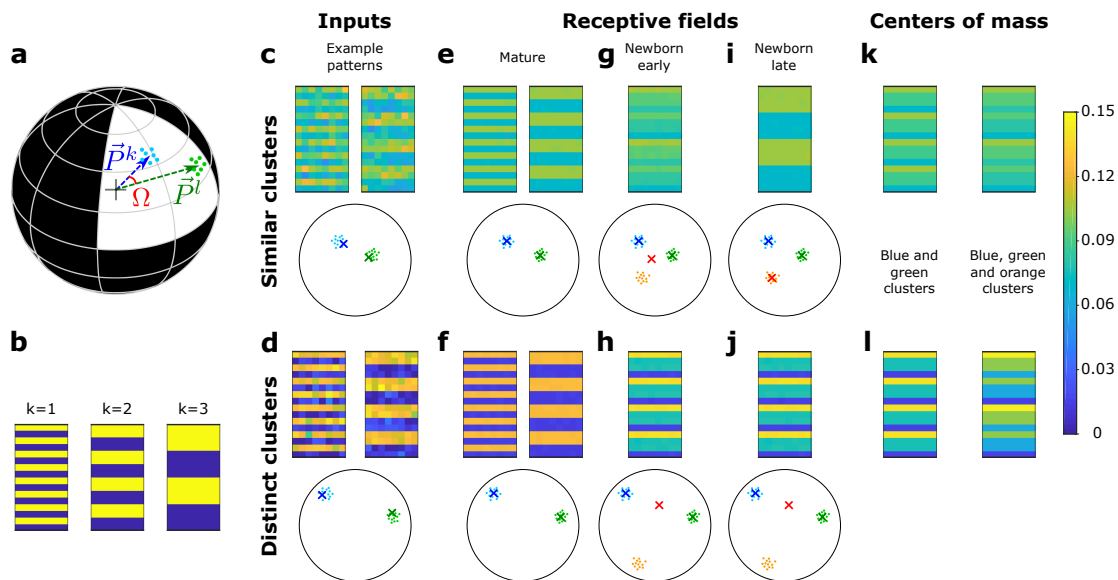 Inputs
Receptive fields
Centers of mass
a
c
e
g
i
k
Example
patterns
Mature
Newborn
early
Newborn
late
P^k
Ω
P^l
Similar clusters
Blue and
green
clusters
Blue, green
and orange
clusters
0.15
0.12
0.09
0.06
0.03
0
b
k=1
k=2
k=3
d
f
h
j
l
Distinct clusters